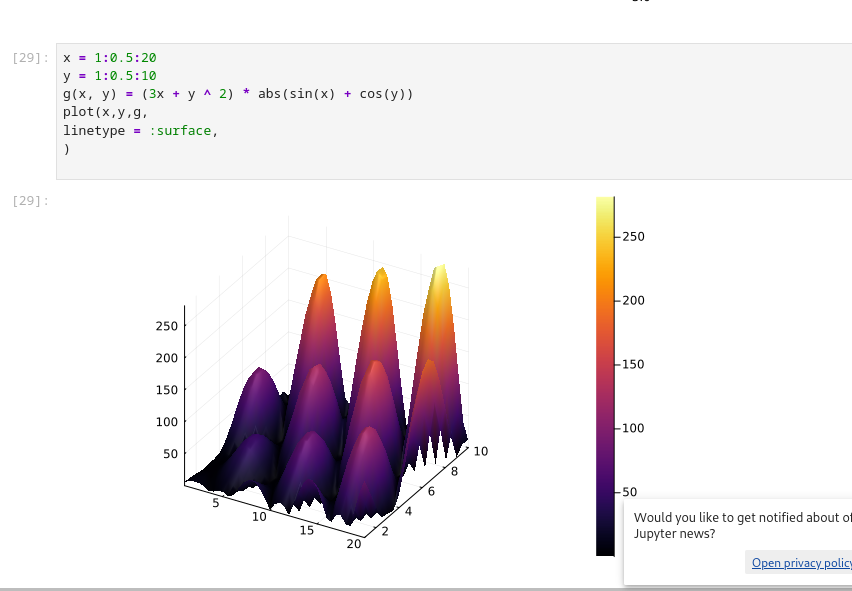 [29]:
x = 1:0.5:20
y = 1:0.5:10
g(x, y) = (3x + y ^ 2) * abs(sin(x) + cos(y))
plot(x,y,g,
linetype = :surface,
)
[29]:
250
200
150
100
50
250
200
150
100
50
5
10
15
20
2
4
6
8
10
Would you like to get notified about
Jupyter news?
Open privacy policy